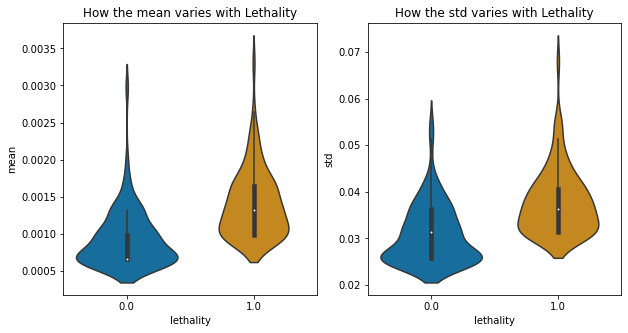 How the mean varies with Lethality
0.0035
0.0030
0.0025
0.0020
0.0015
0.0010
0.0005
mean
0.0
1.0
lethality
How the std varies with Lethality
0.07
0.06
0.05
0.04
0.03
0.02
std
0.0
1.0
lethality